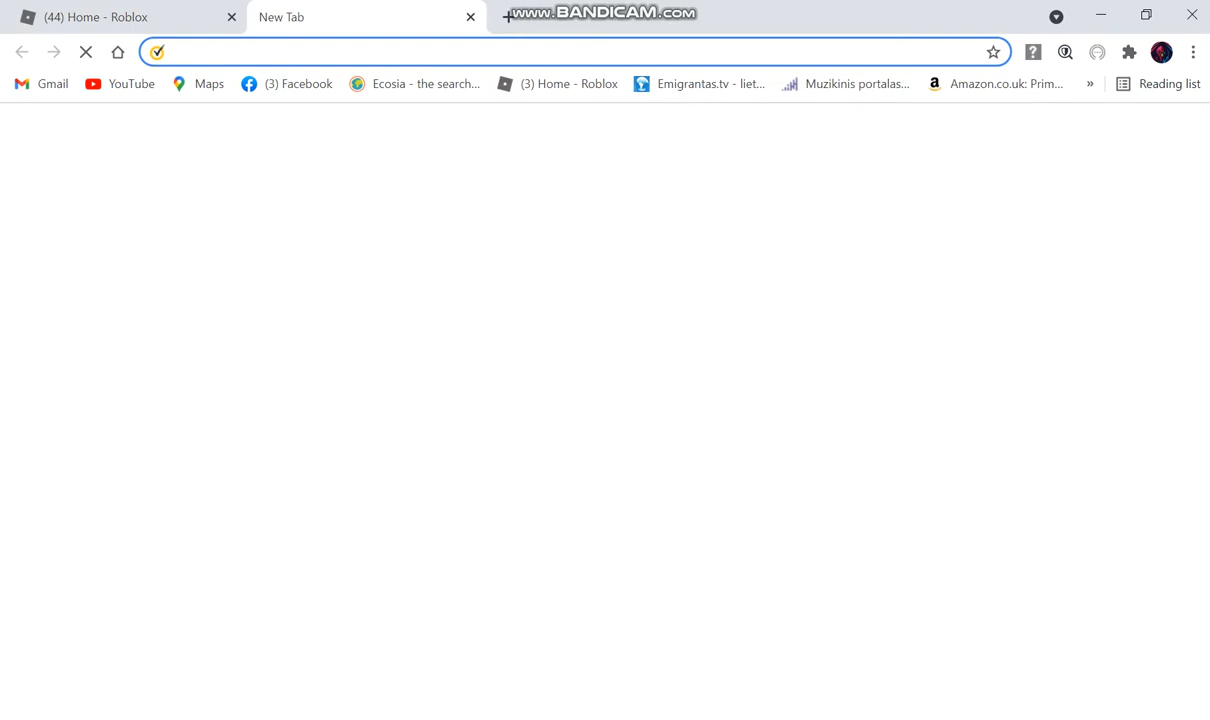 (44) Home - Roblox
New Tab
www.BANDICAM.com
Gmail
YouTube
Maps
(3) Facebook
Ecosia - the search...
(3) Home - Roblox
Emigrantas.tv - liet...
Muzikinis portalas...
Amazon.co.uk: Prim...
»
Reading list